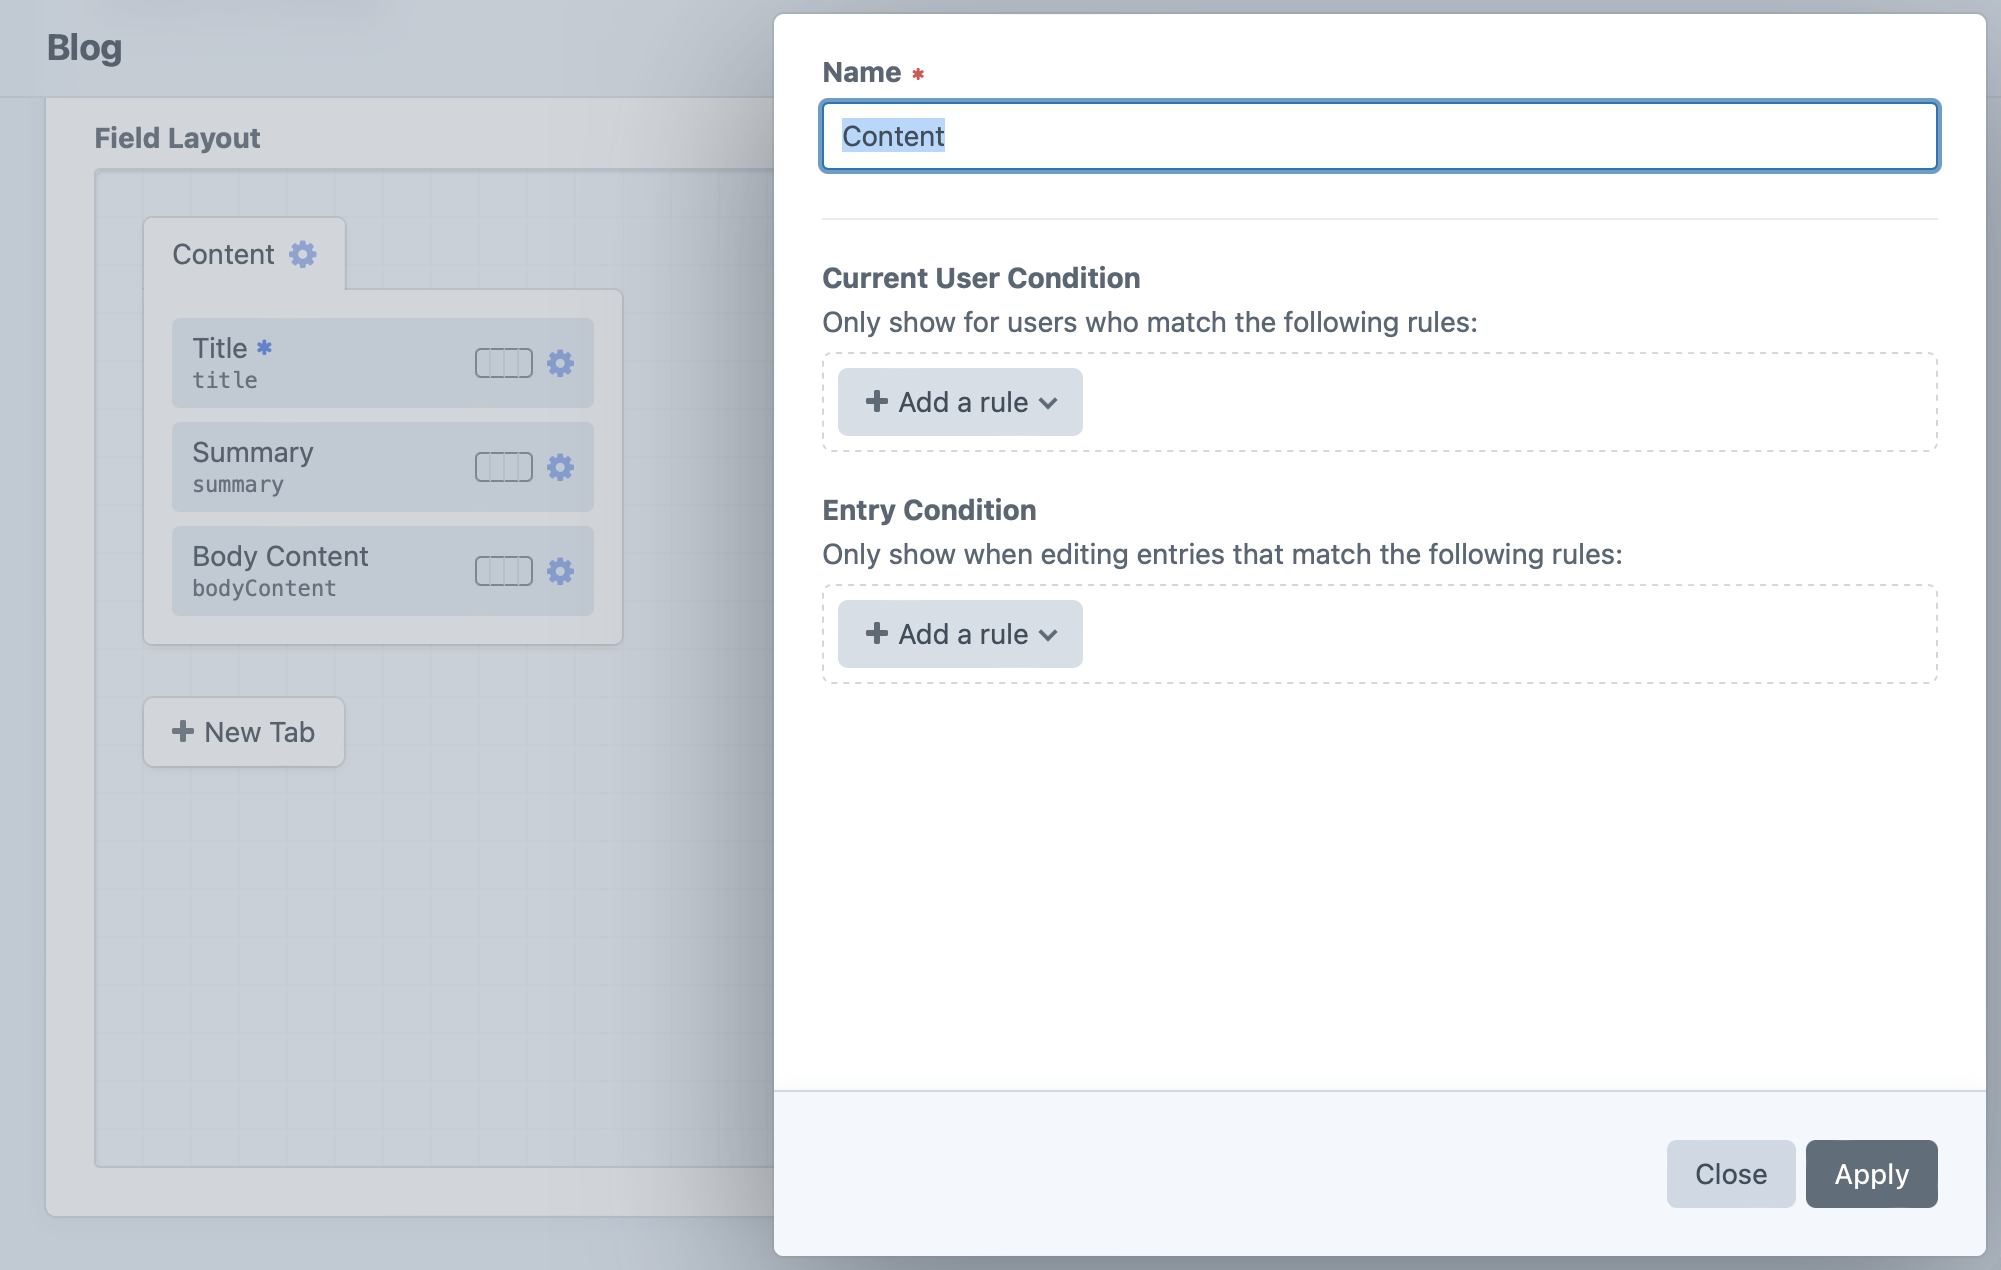 Blog
Field Layout
Content
Title *
title
Summary
summary
Body Content
bodyContent
+ New Tab
Name *
Content
Current User Condition
Only show for users who match the following rules:
+ Add a rule
Entry Condition
Only show when editing entries that match the following rules:
+ Add a rule
Close
Apply